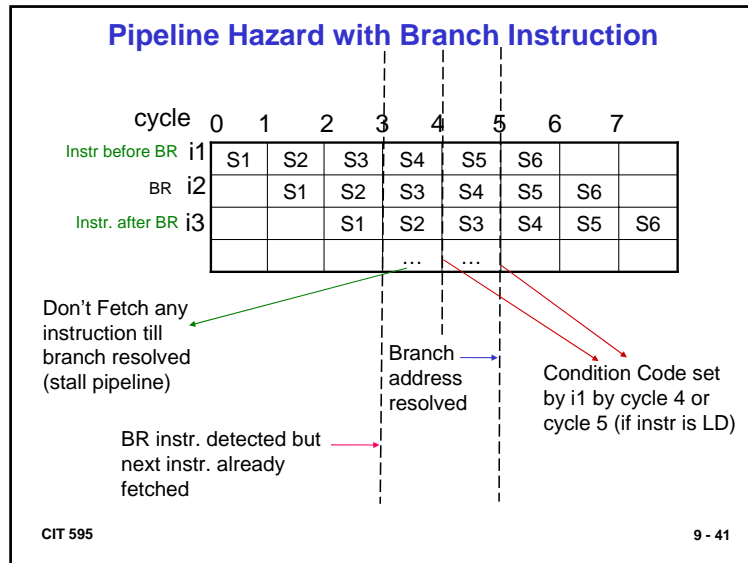 Pipeline Hazard with Branch Instruction
cycle 0 1 2 3 4 5 6 7
Instr before BR i1 S1 S2 S3 S4 S5 S6
BR i2 S1 S2 S3 S4 S5 S6
Instr. after BR i3 S1 S2 S3 S4 S5 S6
… …
Don't Fetch any
instruction till
branch resolved
(stall pipeline)
Branch
address
resolved
Condition Code set
by i1 by cycle 4 or
cycle 5 (if instr is LD)
BR instr. detected but
next instr. already
fetched
CIT 595
9 - 41